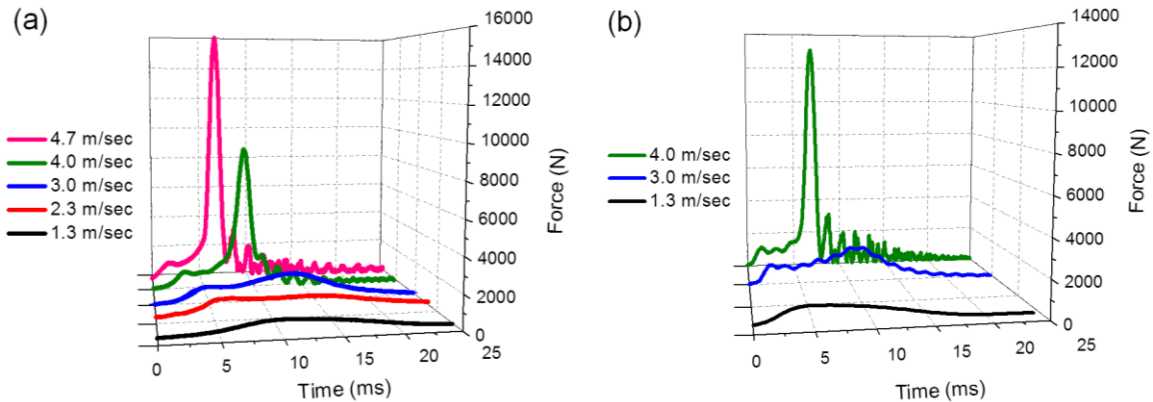 (a)
4.7 m/sec
4.0 m/sec
3.0 m/sec
2.3 m/sec
1.3 m/sec
16000
14000
12000
10000
8000
6000
4000
2000
0
Force (N)
0
5
10
15
20
25
Time (ms)
(b)
4.0 m/sec
3.0 m/sec
1.3 m/sec
14000
12000
10000
8000
6000
4000
2000
0
Force (N)
0
5
10
15
20
25
Time (ms)